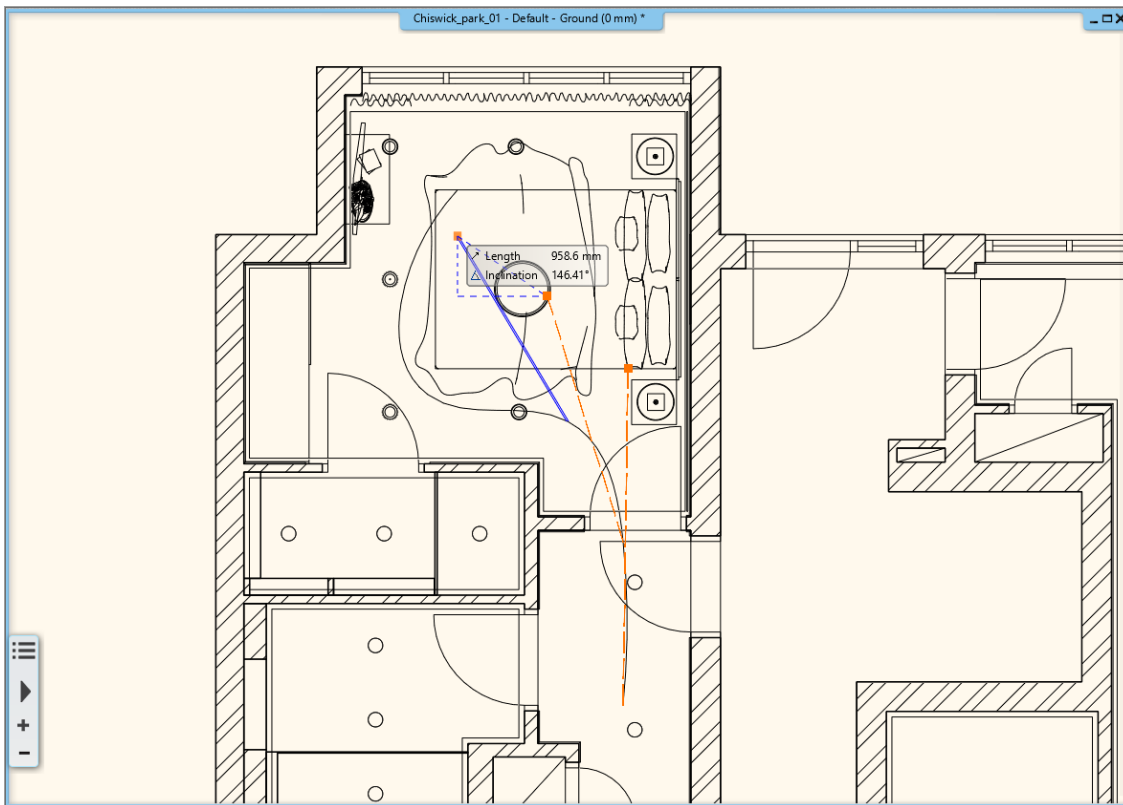 Chiswick_park_01 - Default - Ground (0 mm) *
Length 958.6 mm
Inclination 146.41°